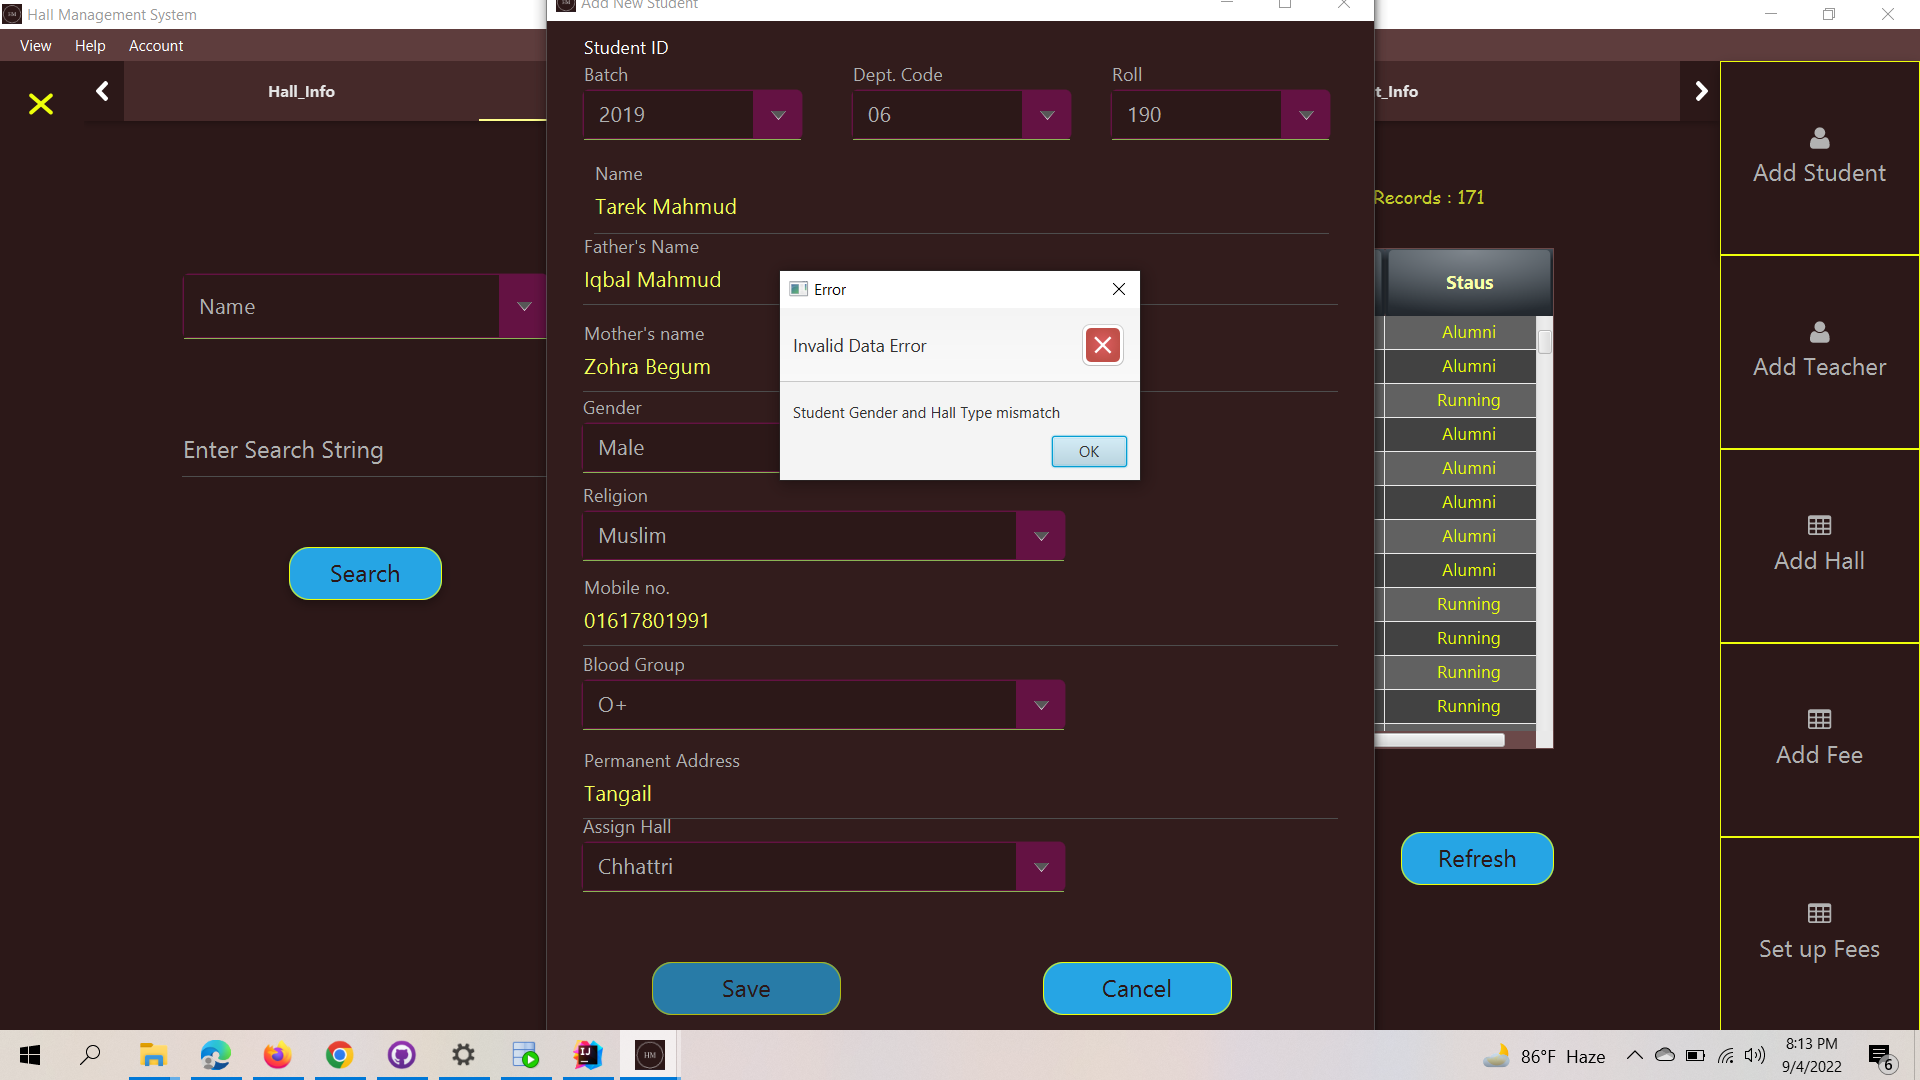 Hall Management System
View Help Account
Hall_Info
Name
Enter Search String
Search
Add New Student
Student ID
Batch Dept. Code Roll
2019 06 190
Name
Tarek Mahmud
Father's Name
Iqbal Mahmud
Mother's name
Zohra Begum
Gender
Male
Religion
Muslim
Mobile no.
01617801991
Blood Group
O+
Permanent Address
Tangail
Assign Hall
Chhattri
Save Cancel
Error
Invalid Data Error
Student Gender and Hall Type mismatch
OK
t_Info
Records : 171
Staus
Alumni
Alumni
Running
Alumni
Alumni
Alumni
Alumni
Alumni
Running
Running
Running
Running
Refresh
Add Student
Add Teacher
Add Hall
Add Fee
Set up Fees
HM
86°F Haze
8:13 PM
9/4/2022
6